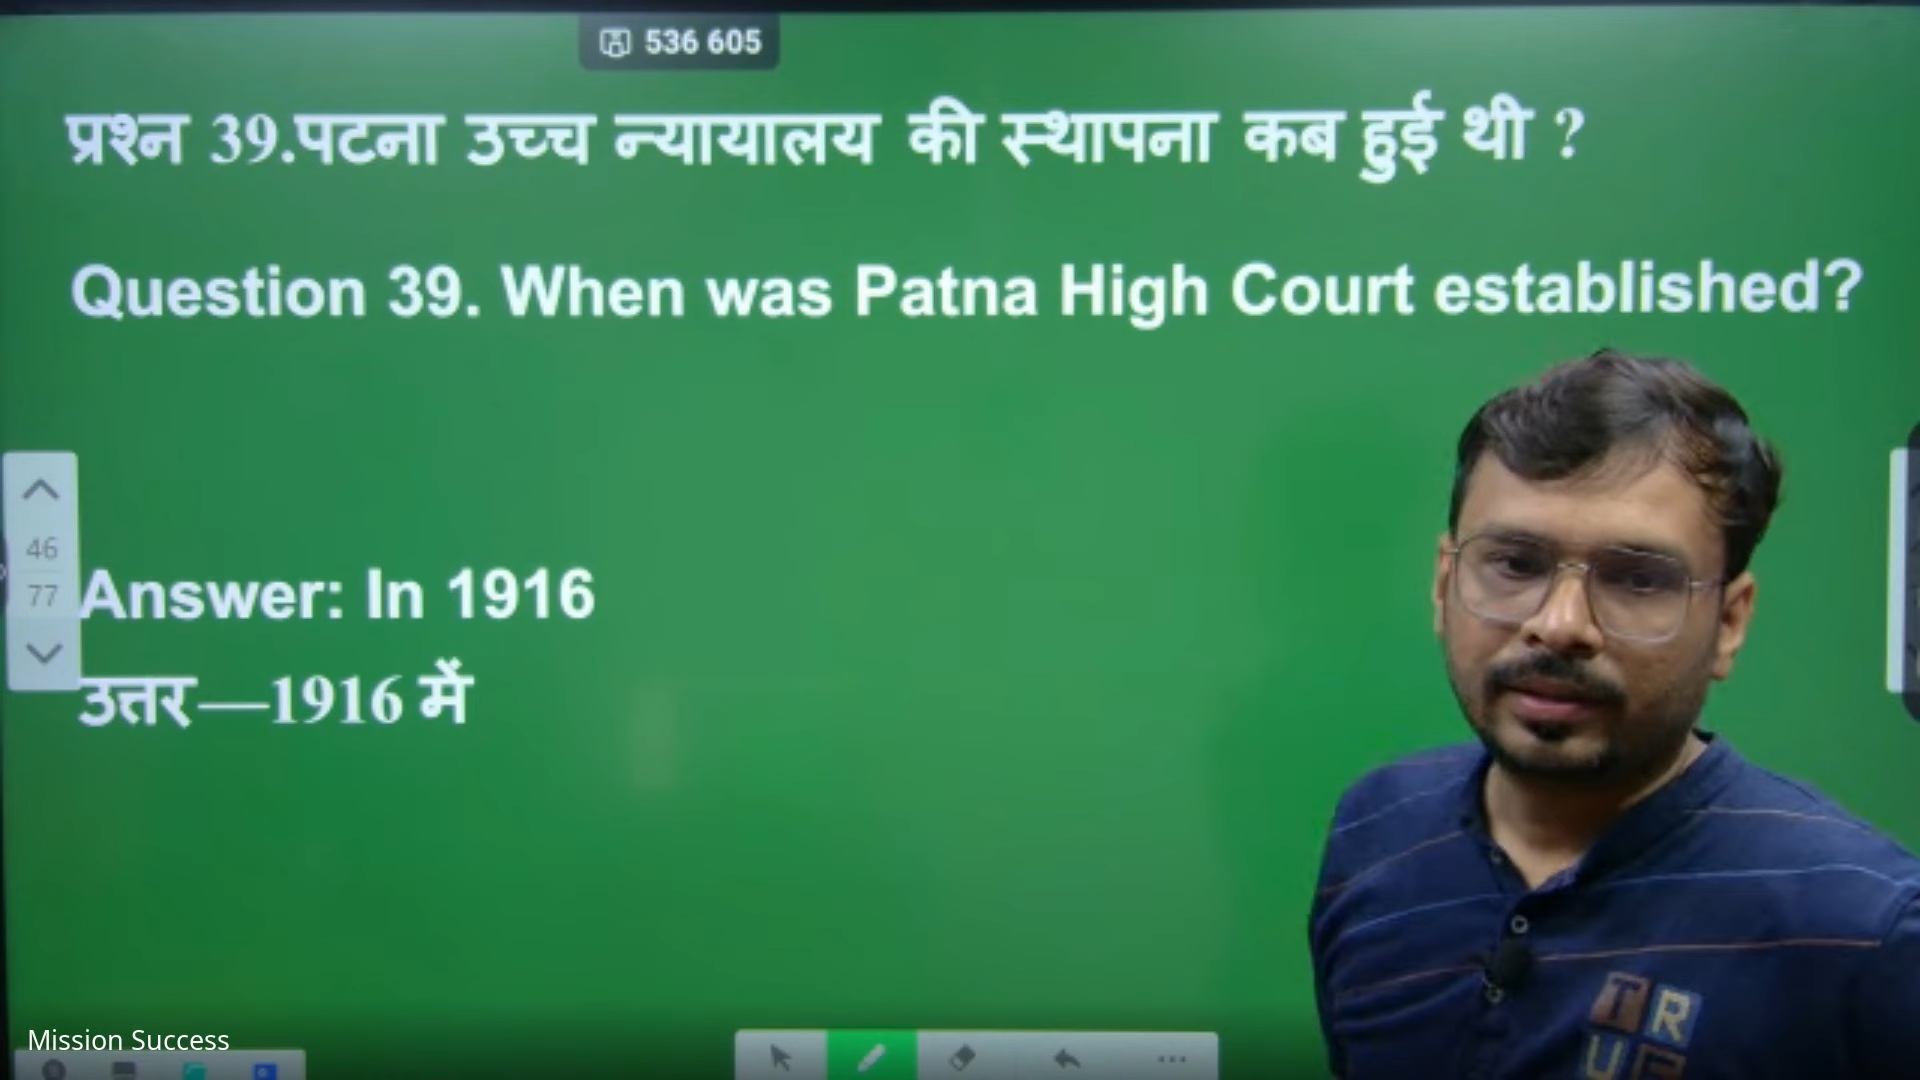 536 605
प्रश्न 39.पटना उच्च न्यायालय की स्थापना कब हुई थी ?
Question 39. When was Patna High Court established?
46
77
Answer: In 1916
उत्तर—1916 में
T R
U
Mission Success